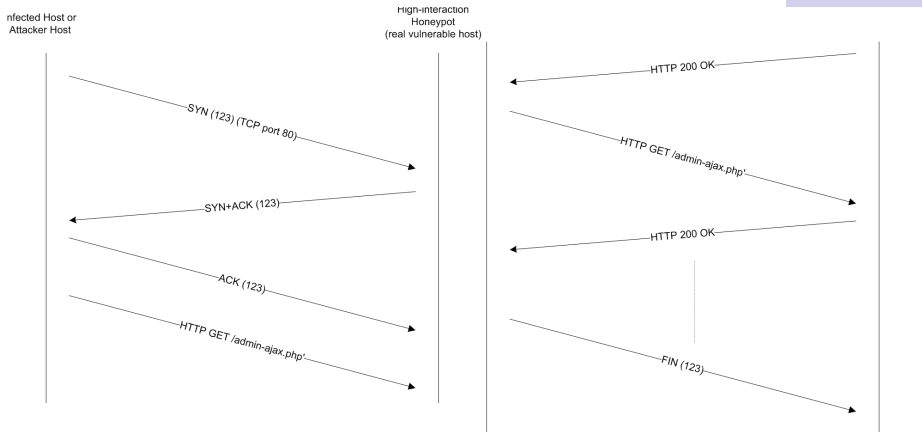 nfected Host or
Attacker Host
High-Interaction
Honeypot
(real vulnerable host)
SYN (123) (TCP port 80)
SYN+ACK (123)
ACK (123)
HTTP GET /admin-ajax.php'
HTTP 200 OK
HTTP GET /admin-ajax.php'
HTTP 200 OK
FIN (123)